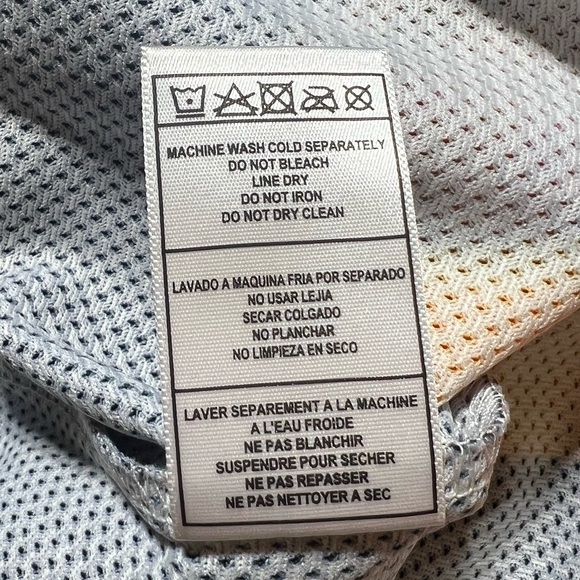 MACHINE WASH COLD SEPARATELY
DO NOT BLEACH
LINE DRY
DO NOT IRON
DO NOT DRY CLEAN
LAVADO A MAQUINA FRIA POR SEPARADO
NO USAR LEJIA
SECAR COLGADO
NO PLANCHAR
NO LIMPIEZA EN SECO
LAVER SEPAREMENT A LA MACHINE
A L'EAU FROIDE
NE PAS BLANCHIR
SUSPENDRE POUR SECHER
NE PAS REPASSER
NE PAS NETTOYER A SEC